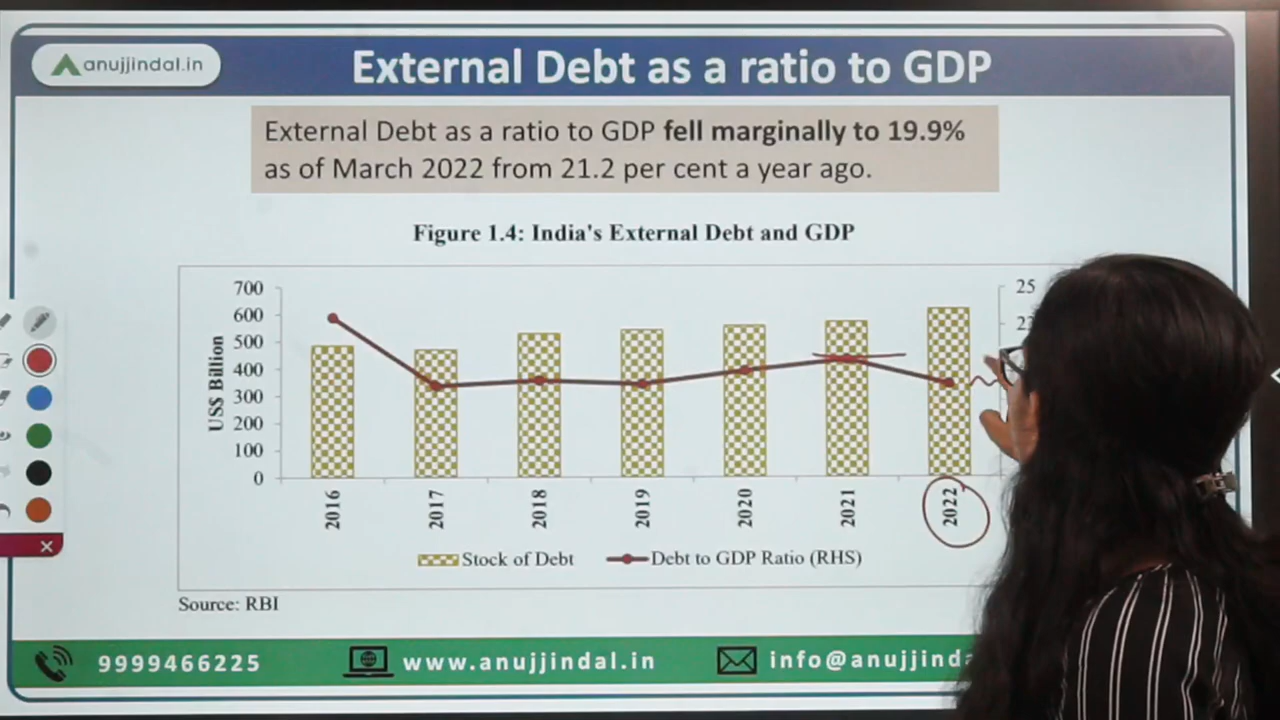 anujjindal.in
External Debt as a ratio to GDP
External Debt as a ratio to GDP fell marginally to 19.9%
as of March 2022 from 21.2 per cent a year ago.
Figure 1.4: India's External Debt and GDP
700
600
500
400
300
200
100
0
US$ Billion
25
2016
2017
2018
2019
2020
2021
2022
Stock of Debt
Debt to GDP Ratio (RHS)
Source: RBI
9999466225
www.anujjindal.in
info@anujjinda